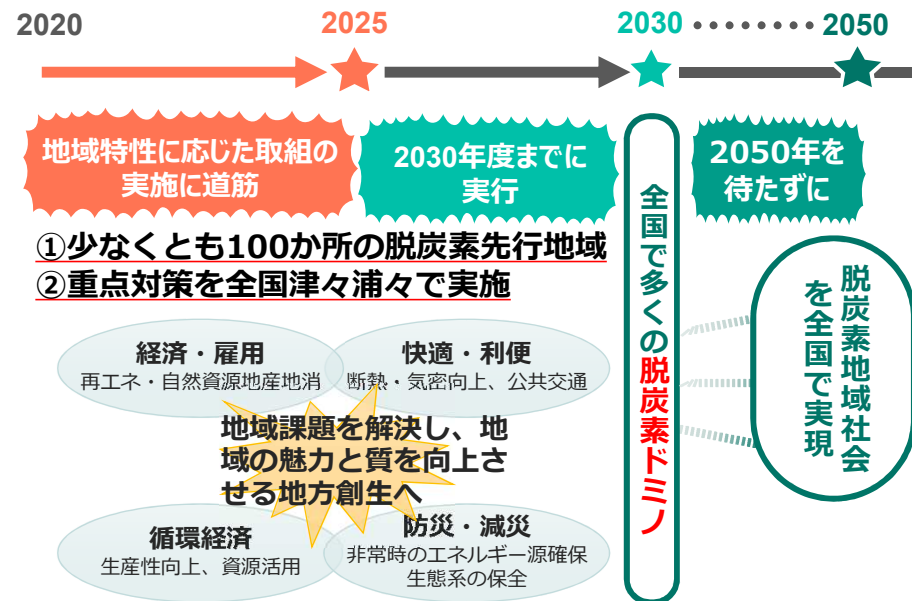 2020
2025
2030 ········ 2050
地域特性に応じた取組の
実施に道筋
2030年度までに
実行
2050年を
待たずに
①少なくとも100か所の脱炭素先行地域
②重点対策を全国津々浦々で実施
経済・雇用
再エネ・自然資源地産地消
快適・利便
断熱・気密向上、公共交通
地域課題を解決し、地
域の魅力と質を向上さ
せる地方創生へ
循環経済
生産性向上、資源活用
防災・減災
非常時のエネルギー源確保
生態系の保全
全国で多くの脱炭素ドミノ
脱炭素地域社会
を全国で実現